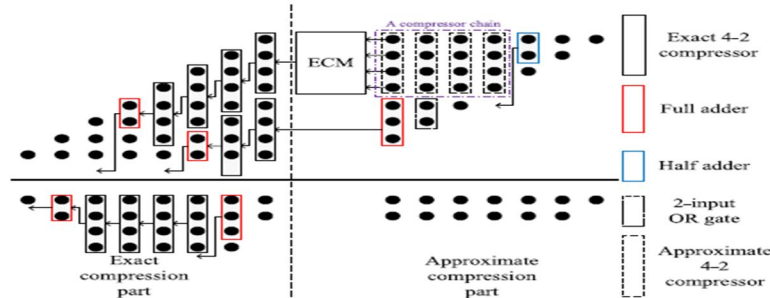 A compressor chain
ECM
Exact 4-2
compressor
Full adder
Half adder
2-input
OR gate
Approximate
4-2
compressor
Exact
compression
part
Approximate
compression
part